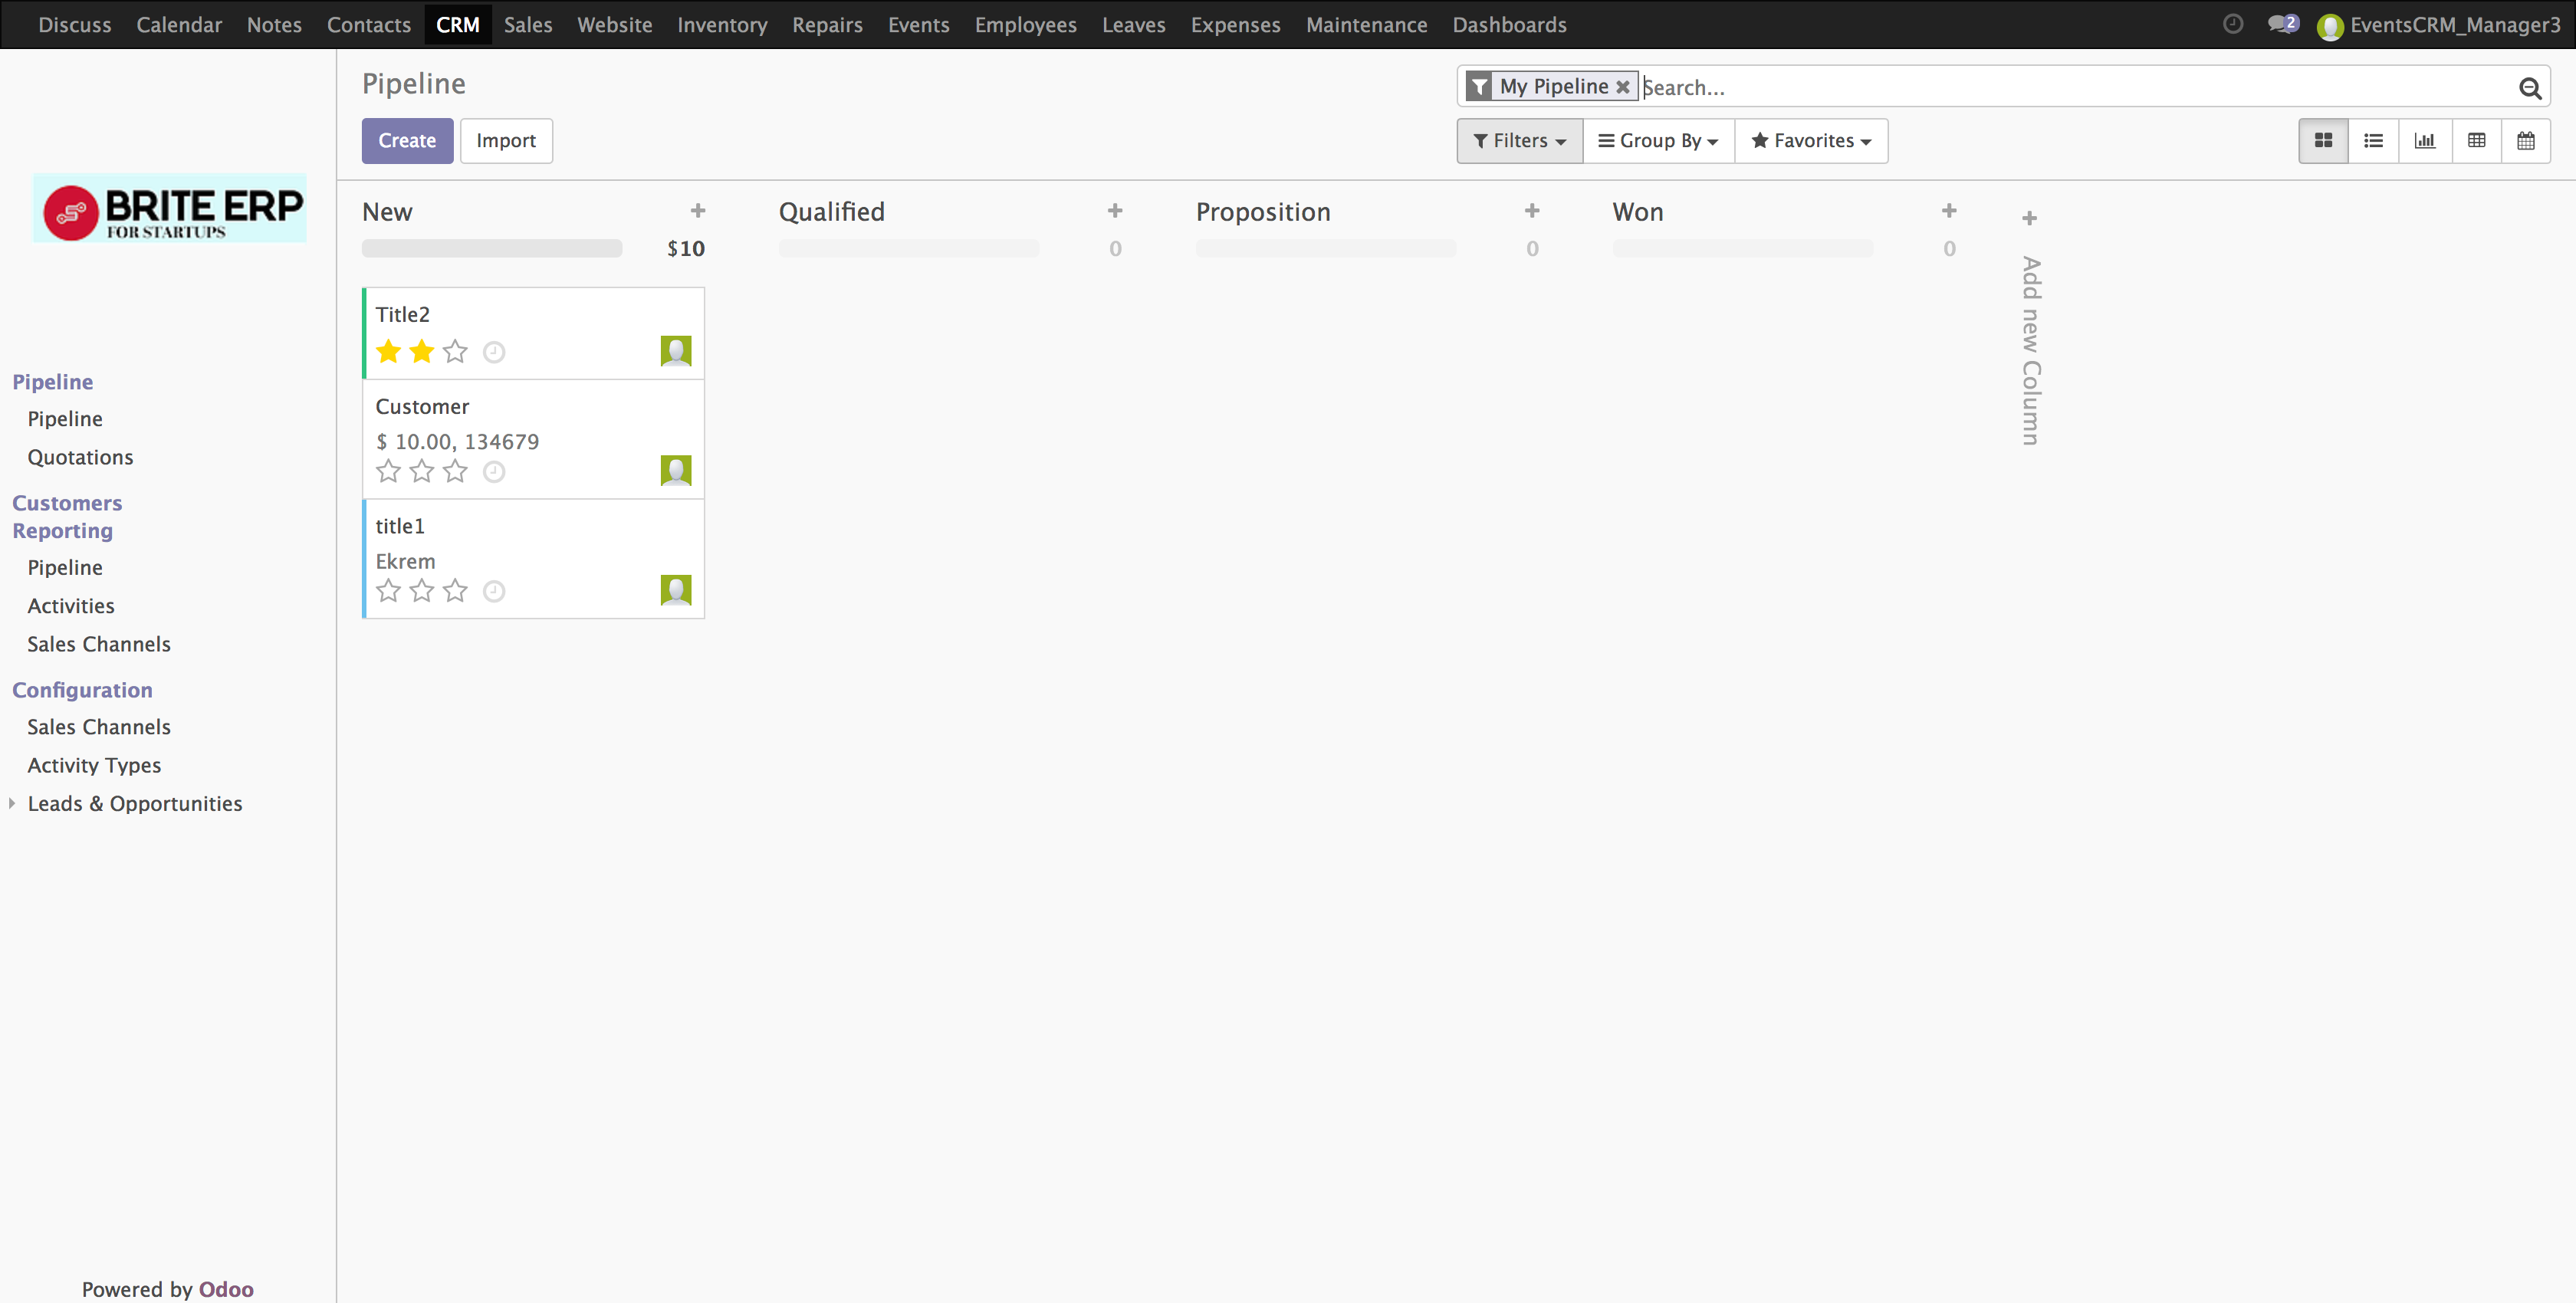 Discuss Calendar Notes Contacts CRM Sales Website Inventory Repairs Events Employees Leaves Expenses Maintenance Dashboards 2 EventsCRM_Manager3
Pipeline
My Pipeline Search...
Create Import
Filters Group By Favorites
BRITE ERP
FOR STARTUPS
Pipeline
Pipeline
Quotations
Customers
Reporting
Pipeline
Activities
Sales Channels
Configuration
Sales Channels
Activity Types
Leads & Opportunities
Powered by Odoo
New
$10
Title2
Customer
$ 10.00, 134679
title1
Ekrem
Qualified
0
Proposition
0
Won
0
Add new Column